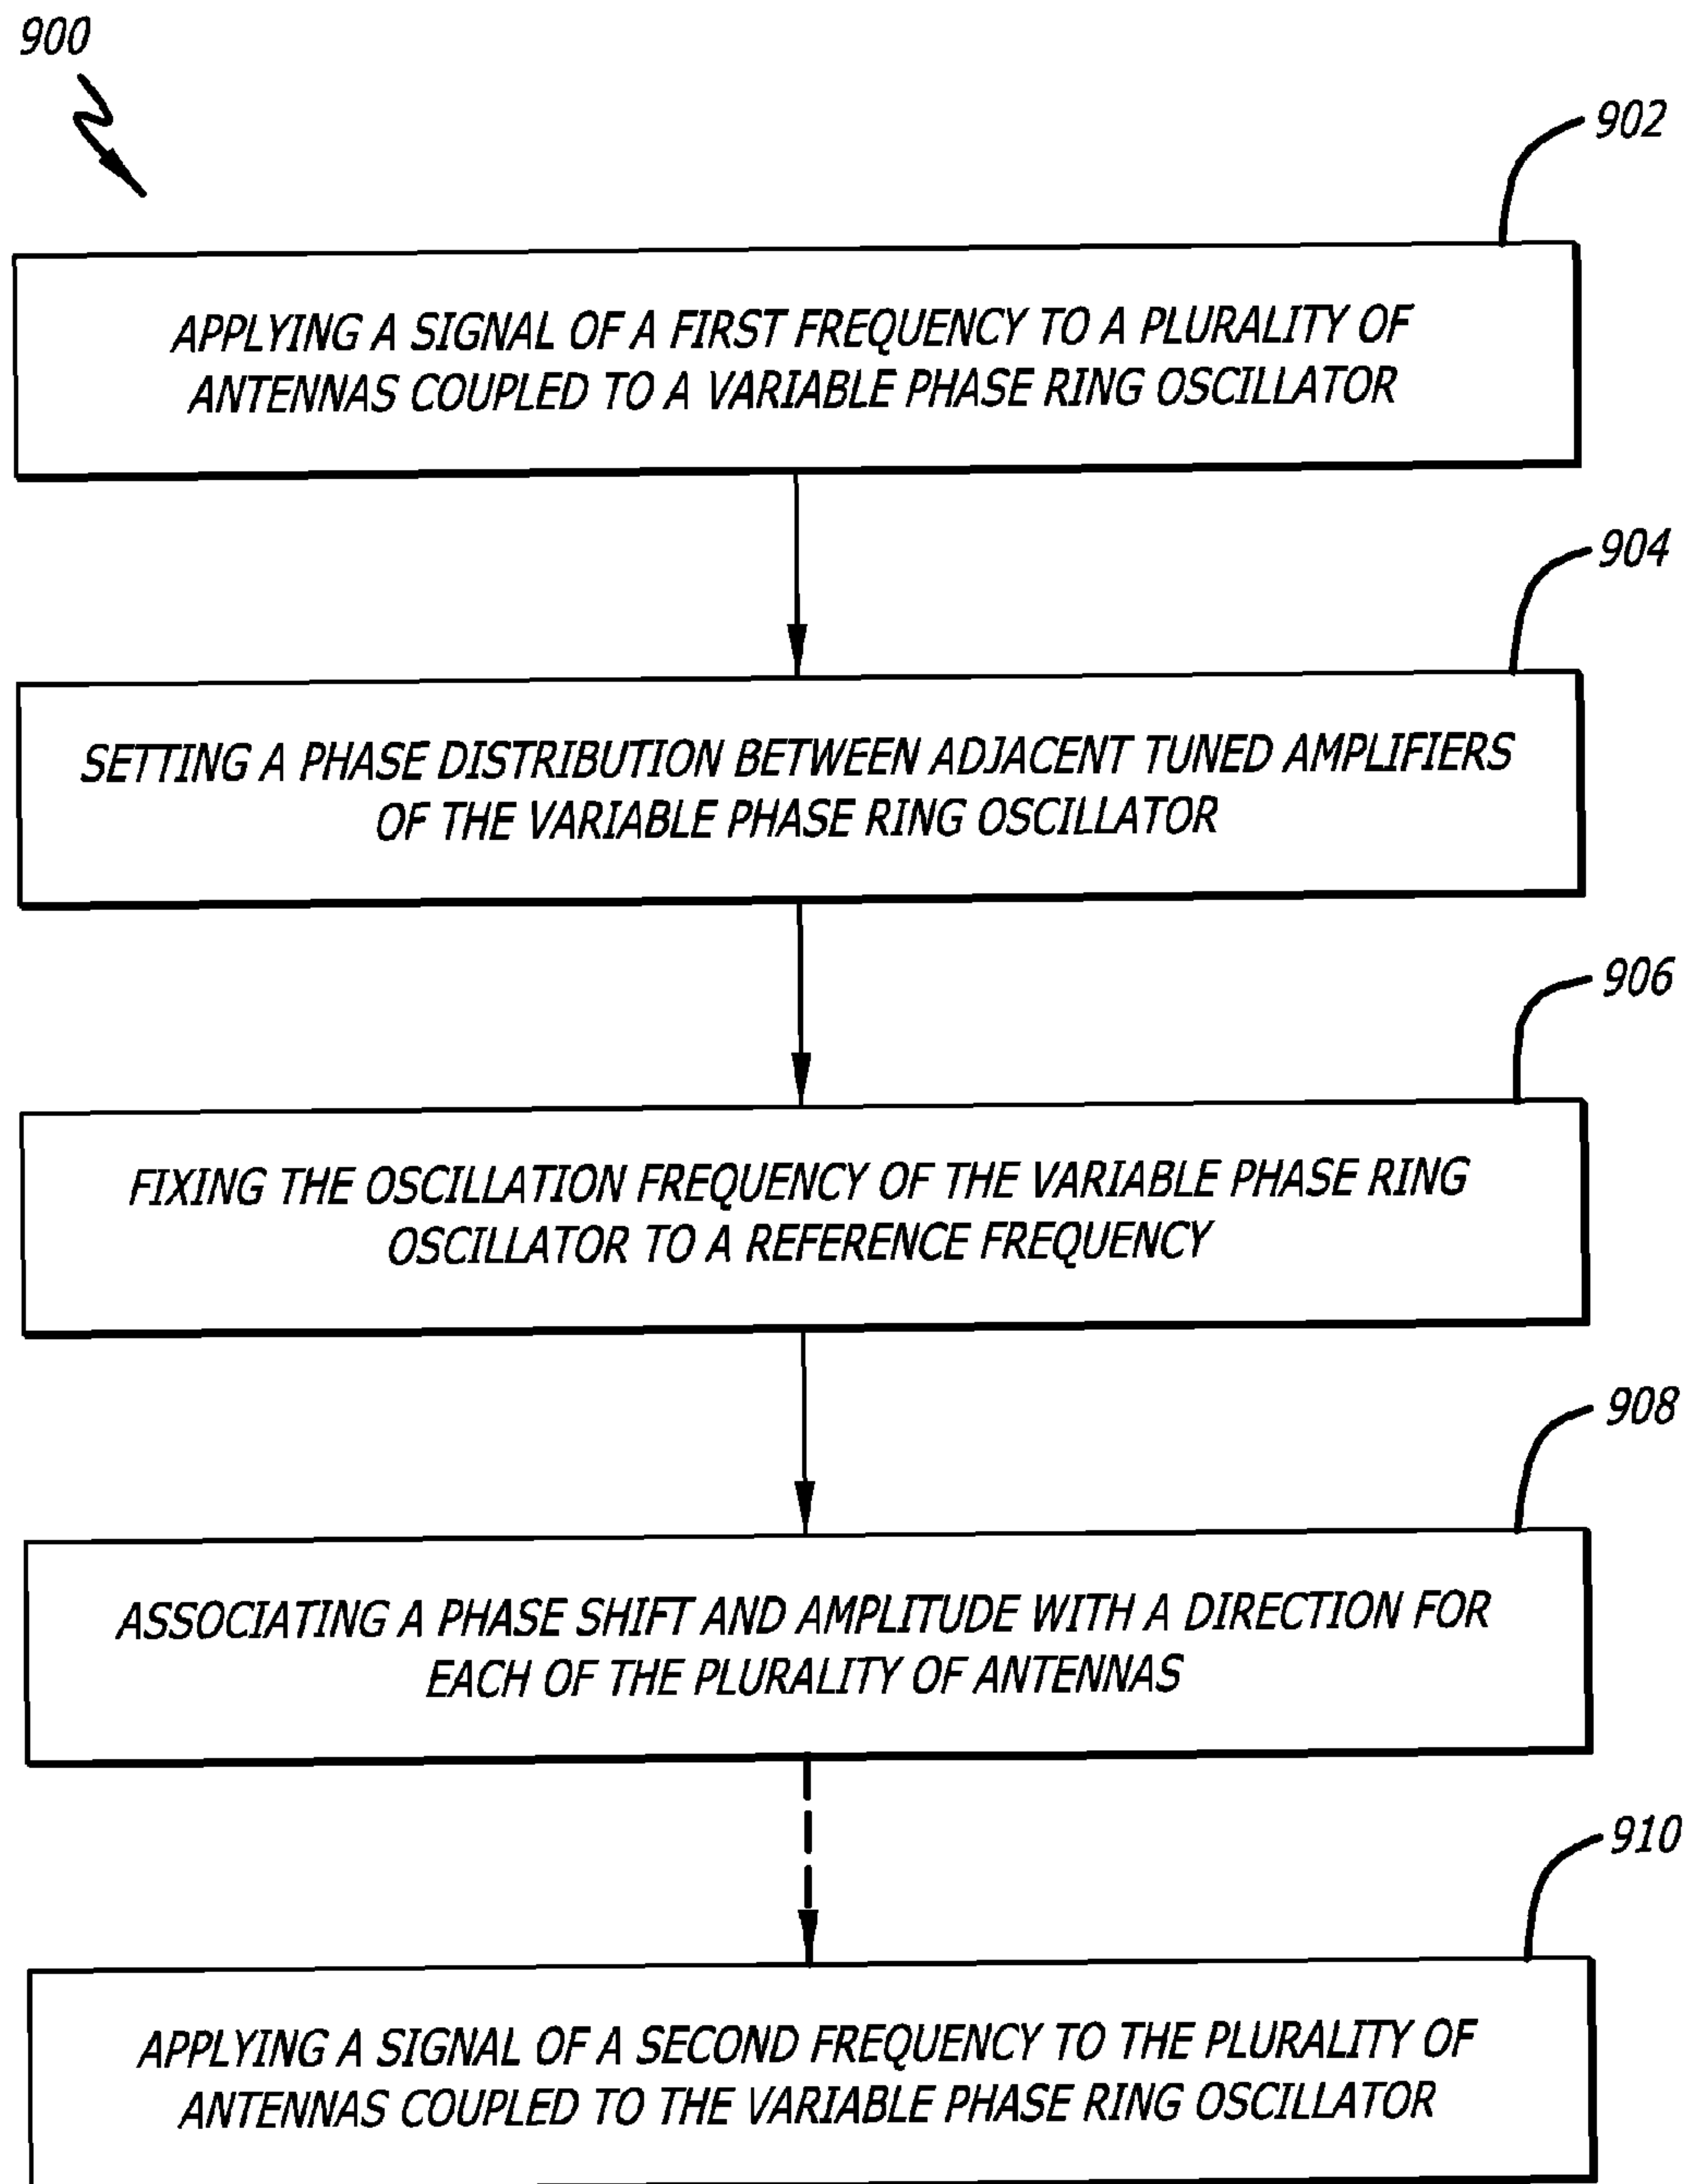 900
902
APPLYING A SIGNAL OF A FIRST FREQUENCY TO A PLURALITY OF
ANTENNAS COUPLED TO A VARIABLE PHASE RING OSCILLATOR
904
SETTING A PHASE DISTRIBUTION BETWEEN ADJACENT TUNED AMPLIFIERS
OF THE VARIABLE PHASE RING OSCILLATOR
906
FIXING THE OSCILLATION FREQUENCY OF THE VARIABLE PHASE RING
OSCILLATOR TO A REFERENCE FREQUENCY
908
ASSOCIATING A PHASE SHIFT AND AMPLITUDE WITH A DIRECTION FOR
EACH OF THE PLURALITY OF ANTENNAS
910
APPLYING A SIGNAL OF A SECOND FREQUENCY TO THE PLURALITY OF
ANTENNAS COUPLED TO THE VARIABLE PHASE RING OSCILLATOR